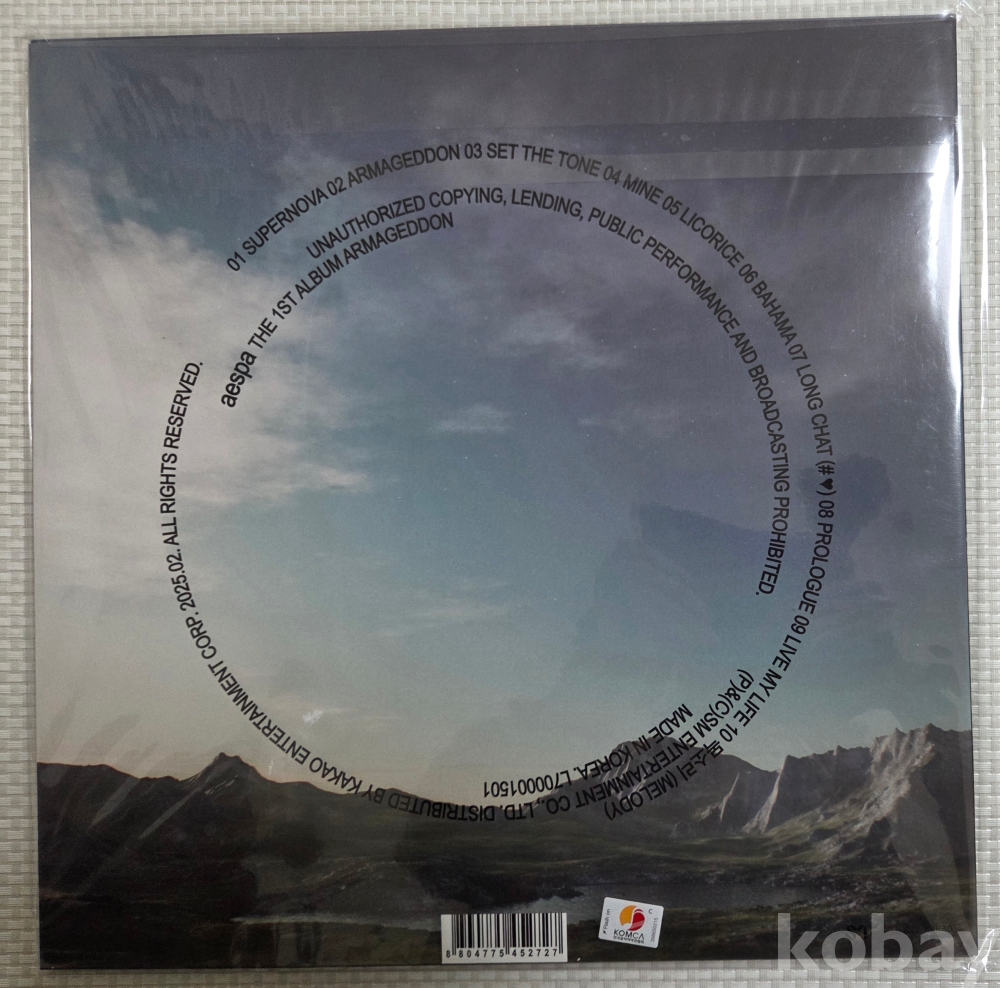 01 SUPERNOVA 02 ARMAGEDDON 03 SET THE TONE 04 MINE 05 LICORICE 06 BAHAMA 07 LONG CHAT (#♥) 08 PROLOGUE 09 LIVE MY LIFE 10 목소리 (MELODY)
UNAUTHORIZED COPYING, LENDING, PUBLIC PERFORMANCE AND BROADCASTING PROHIBITED.
aespa THE 1ST ALBUM ARMAGEDDON
(P)&(C)SM ENTERTAINMENT CO., LTD. DISTRIBUTED BY KAKAO ENTERTAINMENT CORP. 2025.02. ALL RIGHTS RESERVED.
MADE IN KOREA. L700001501
8 804775 452727
Flash on
KOMCA
C
kobay